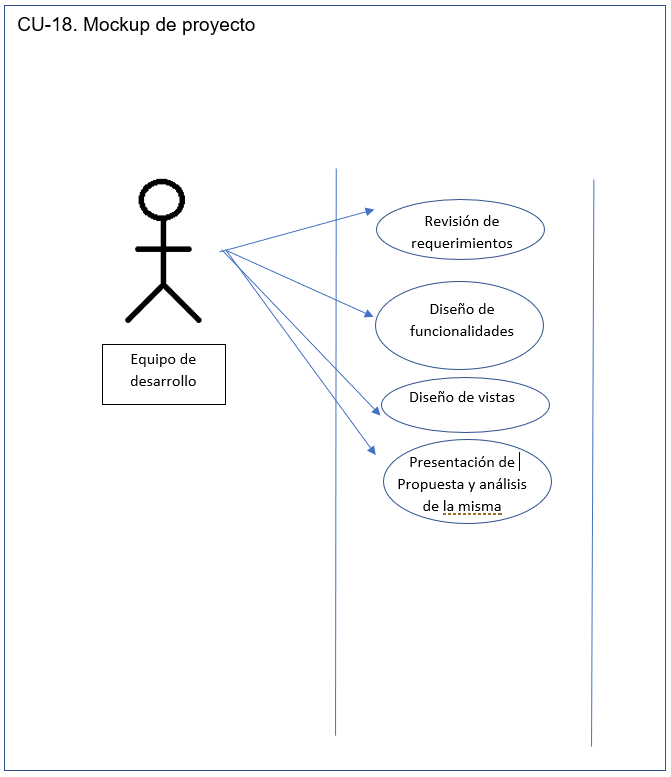 CU-18. Mockup de proyecto
Revisión de
requerimientos
Diseño de
funcionalidades
Equipo de
desarrollo
Diseño de vistas
Presentación de
Propuesta y análisis
de la misma